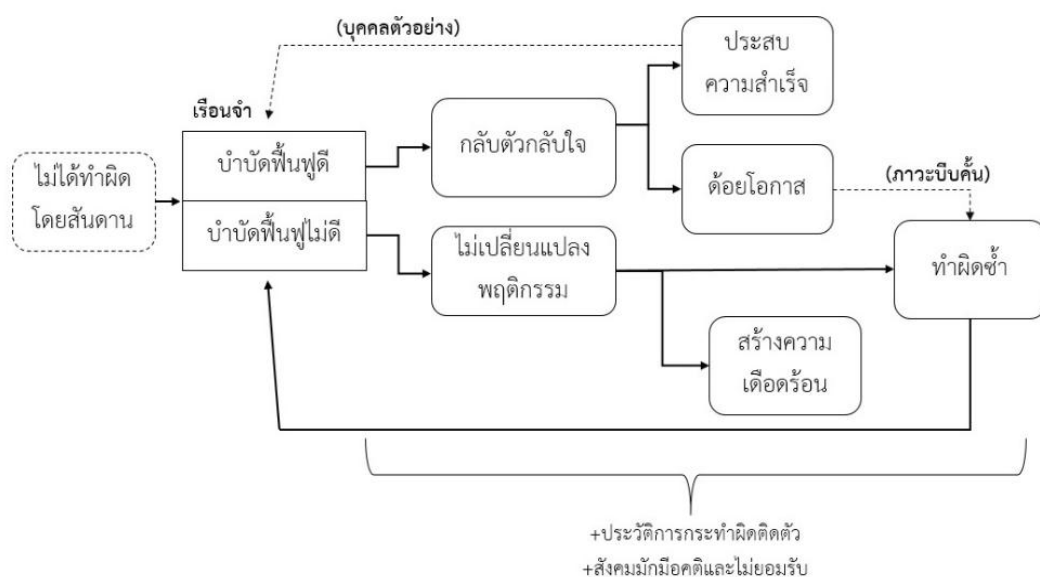 (บุคคลตัวอย่าง)
ประสบ
ความสำเร็จ
เรือนจำ
ไม่ได้ทำผิด
โดยสันดาน
บำบัดฟื้นฟูดี
กลับตัวกลับใจ
ด้อยโอกาส
(ภาวะบีบคั้น)
บำบัดฟื้นฟูไม่ดี
ไม่เปลี่ยนแปลง
พฤติกรรม
ทำผิดซ้ำ
สร้างความ
เดือดร้อน
+ประวัติการกระทำผิดติดตัว
+สังคมมักมีอคติและไม่ยอมรับ